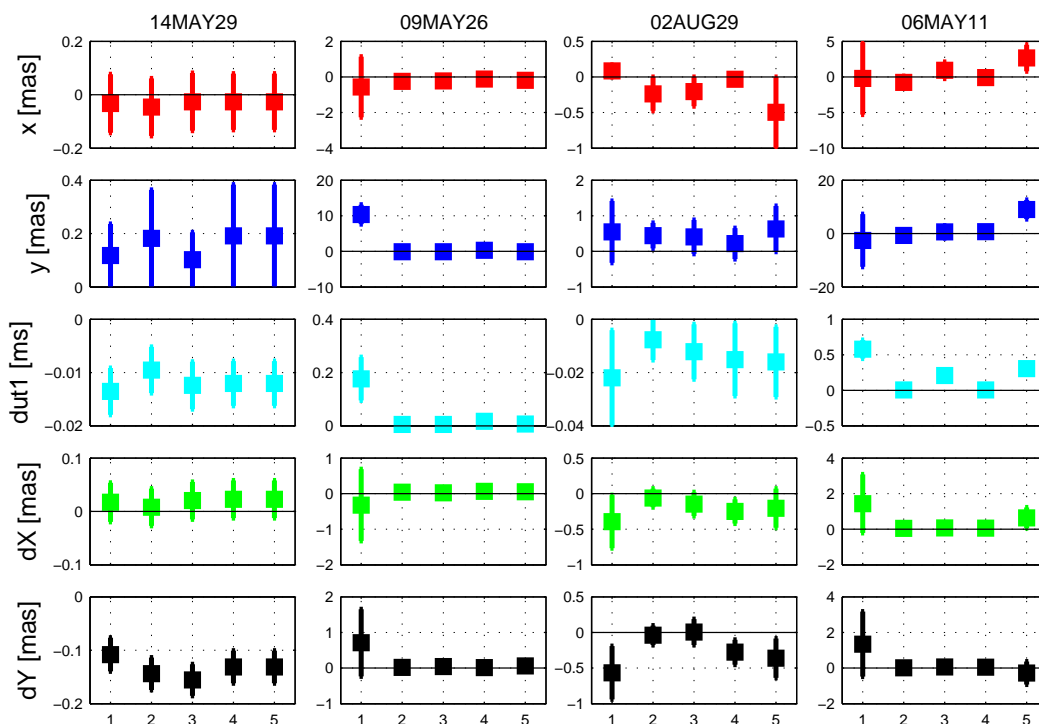 14MAY29 09MAY26 02AUG29 06MAY11
x [mas]
0.2 0 −0.2
2 0 −2 −4
0.5 0 −0.5 −1
5 0 −5 −10
y [mas]
0.4 0.2 0
20 10 0 −10
2 1 0 −1
20 0 −20
dut1 [ms]
0 −0.01 −0.02
0.4 0.2 0
0 −0.02 −0.04
1 0.5 0 −0.5
dX [mas]
0.1 0 −0.1
1 0 −1 −2
0.5 0 −0.5 −1
4 2 0 −2
dY [mas]
0 −0.1 −0.2
2 1 0 −1
0.5 0 −0.5 −1
4 2 0 −2
1 2 3 4 5 1 2 3 4 5 1 2 3 4 5 1 2 3 4 5